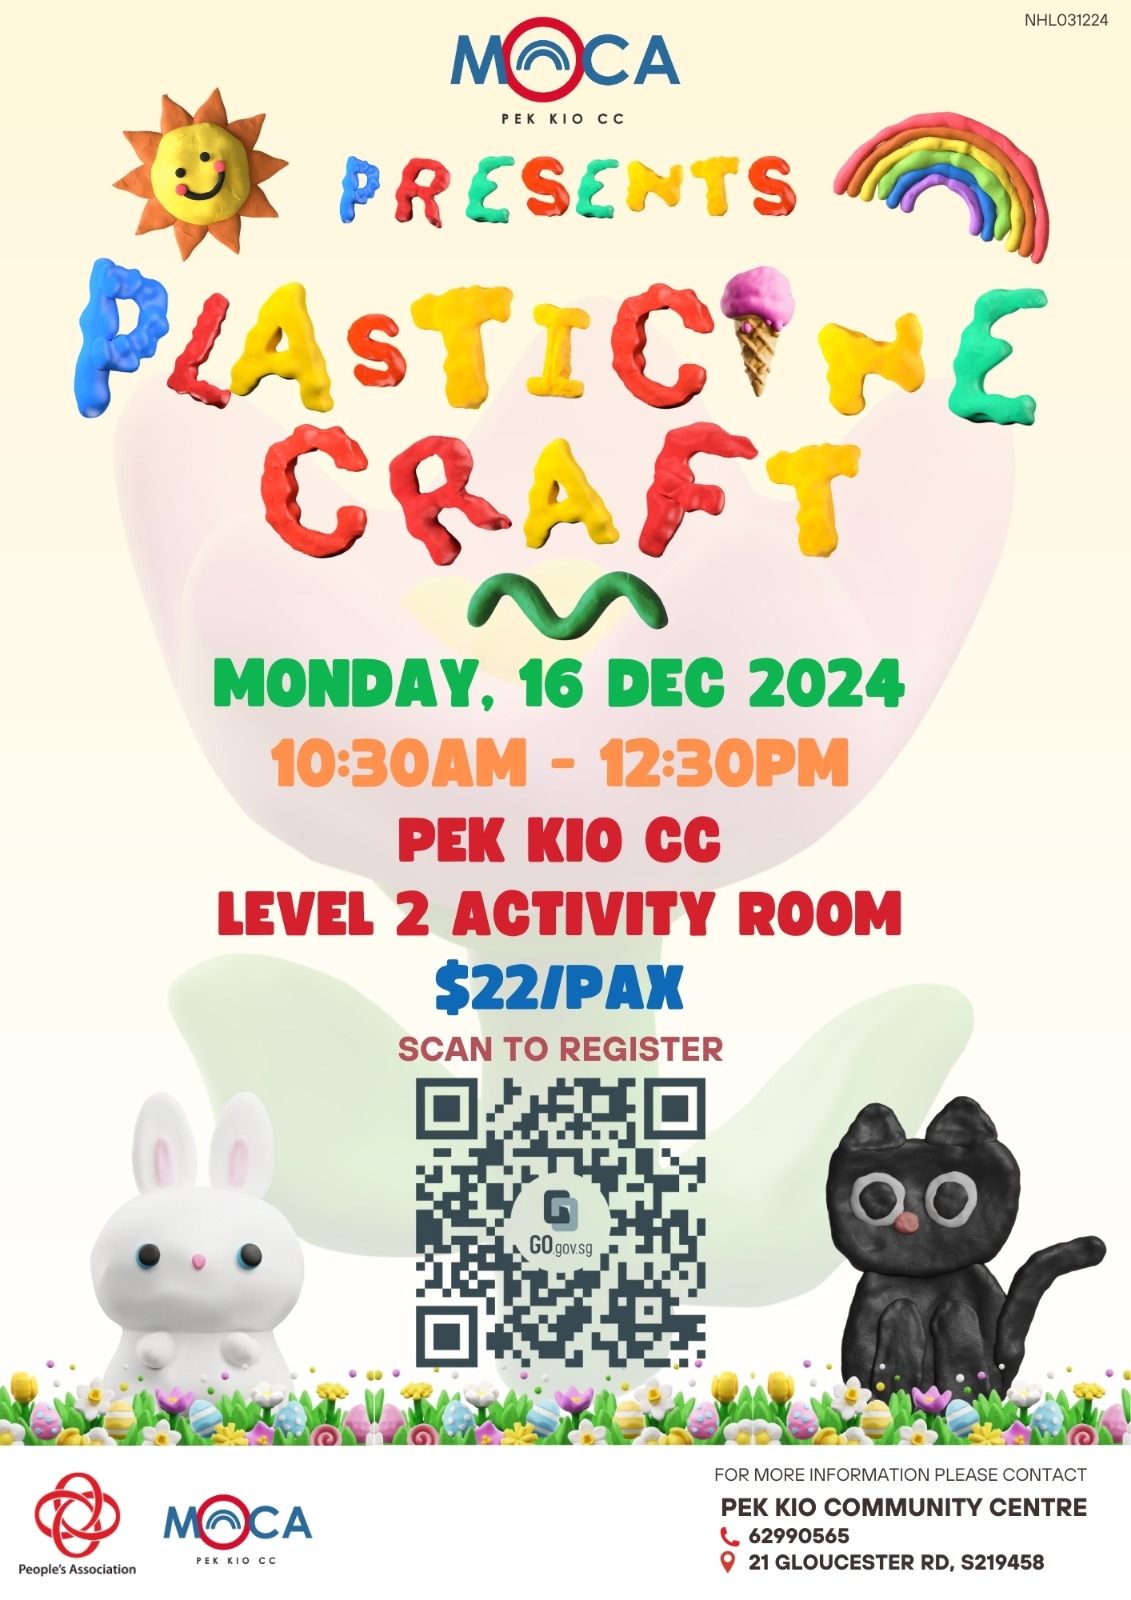 NHL031224
MOCA
PEK KIO CC
PRESENTS
PLASTICINE
CRAFT
MONDAY, 16 DEC 2024
10:30AM - 12:30PM
PEK KIO CC
LEVEL 2 ACTIVITY ROOM
$22/PAX
SCAN TO REGISTER
GO.gov.sg
FOR MORE INFORMATION PLEASE CONTACT
PEK KIO COMMUNITY CENTRE
62990565
21 GLOUCESTER RD, S219458
People's Association
MOCA
PEK KIO CC